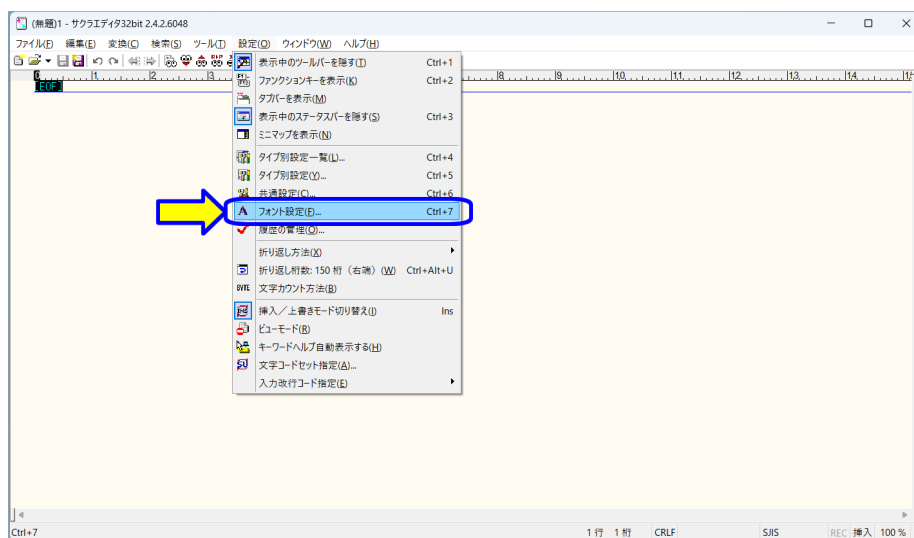 (無題)1 - サクラエディタ32bit 2.4.2.6048
ファイル(F) 編集(E) 変換(C) 検索(S) ツール(T) 設定(O) ウィンドウ(W) ヘルプ(H)
0 1 2 3 8 9 10 11 12 13 14 15
[EOF]
表示中のツールバーを隠す(T) Ctrl+1
ファンクションキーを表示(K) Ctrl+2
タブバーを表示(M)
表示中のステータスバーを隠す(S) Ctrl+3
ミニマップを表示(N)
タイプ別設定一覧(L)... Ctrl+4
タイプ別設定(Y)... Ctrl+5
共通設定(C)... Ctrl+6
フォント設定(F)... Ctrl+7
履歴の管理(O)...
折り返し方法(X)
折り返し桁数: 150 桁（右端）(W) Ctrl+Alt+U
文字カウント方法(B)
挿入／上書きモード切り替え(I) Ins
ビューモード(R)
キーワードヘルプ自動表示する(H)
文字コードセット指定(A)...
入力改行コード指定(E)
Ctrl+7 1 行 1 桁 CRLF SJIS REC 挿入 100 %